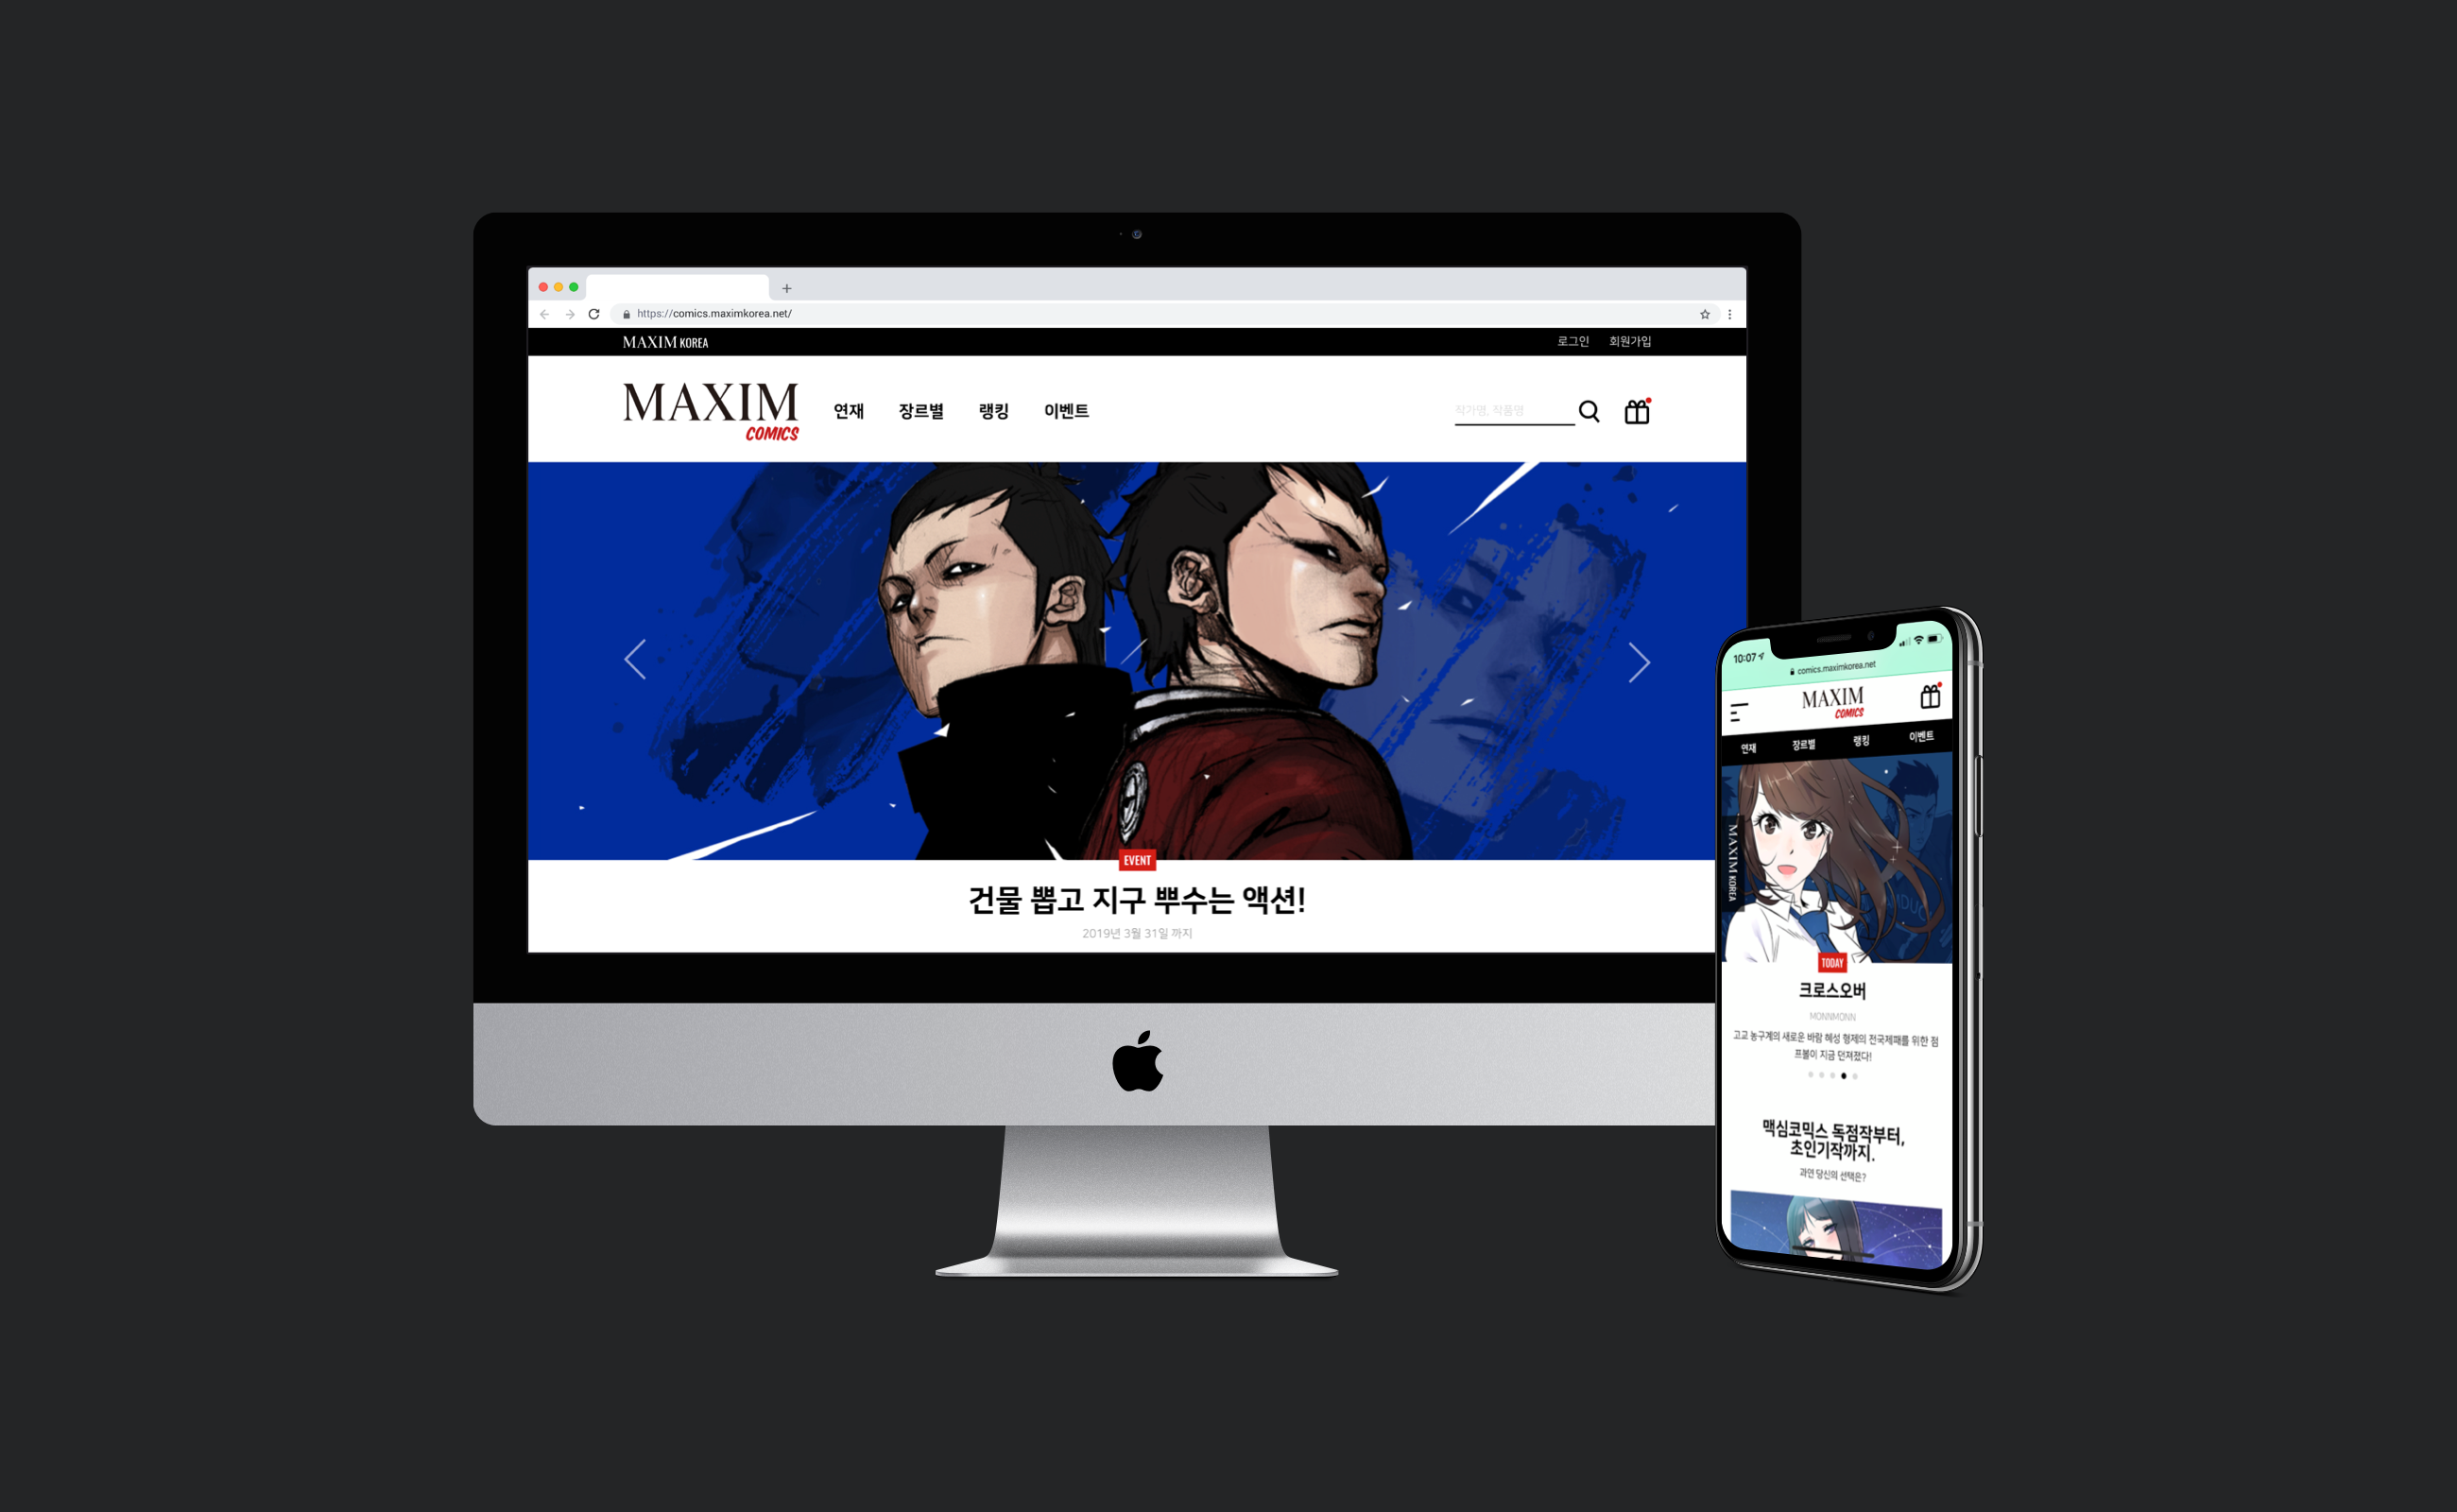 https://comics.maximkorea.net/
MAXIM KOREA
로그인
회원가입
MAXIM
COMICS
연재
장르별
랭킹
이벤트
작가명, 작품명
EVENT
건물 뽑고 지구 뿌수는 액션!
2019년 3월 31일 까지
10:07
comics.maximkorea.net
MAXIM
COMICS
연재
장르별
랭킹
이벤트
MAXIM KOREA
TODAY
크로스오버
MONNMONN
고교 농구계의 새로운 바람 혜성 형제의 전국제패를 위한 점
프볼이 지금 던져졌다!
맥심코믹스 독점작부터,
초인기작까지.
과연 당신의 선택은?